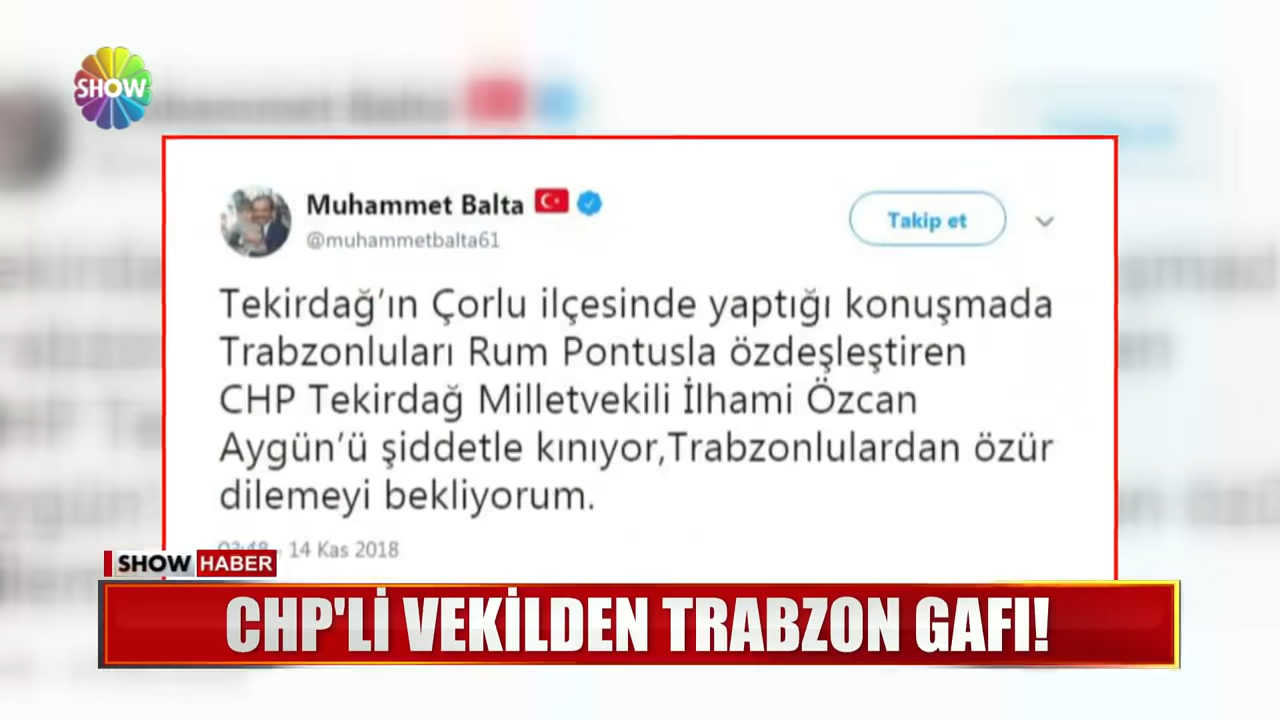 SHOW
Muhammet Balta
@muhammetbalta61
Takip et
Tekirdağ'ın Çorlu ilçesinde yaptığı konuşmada
Trabzonluları Rum Pontusla özdeşleştiren
CHP Tekirdağ Milletvekili İlhami Özcan
Aygün'ü şiddetle kınıyor,Trabzonlulardan özür
dilemeyi bekliyorum.
14 Kas 2018
SHOW HABER
CHP'Lİ VEKİLDEN TRABZON GAFI!